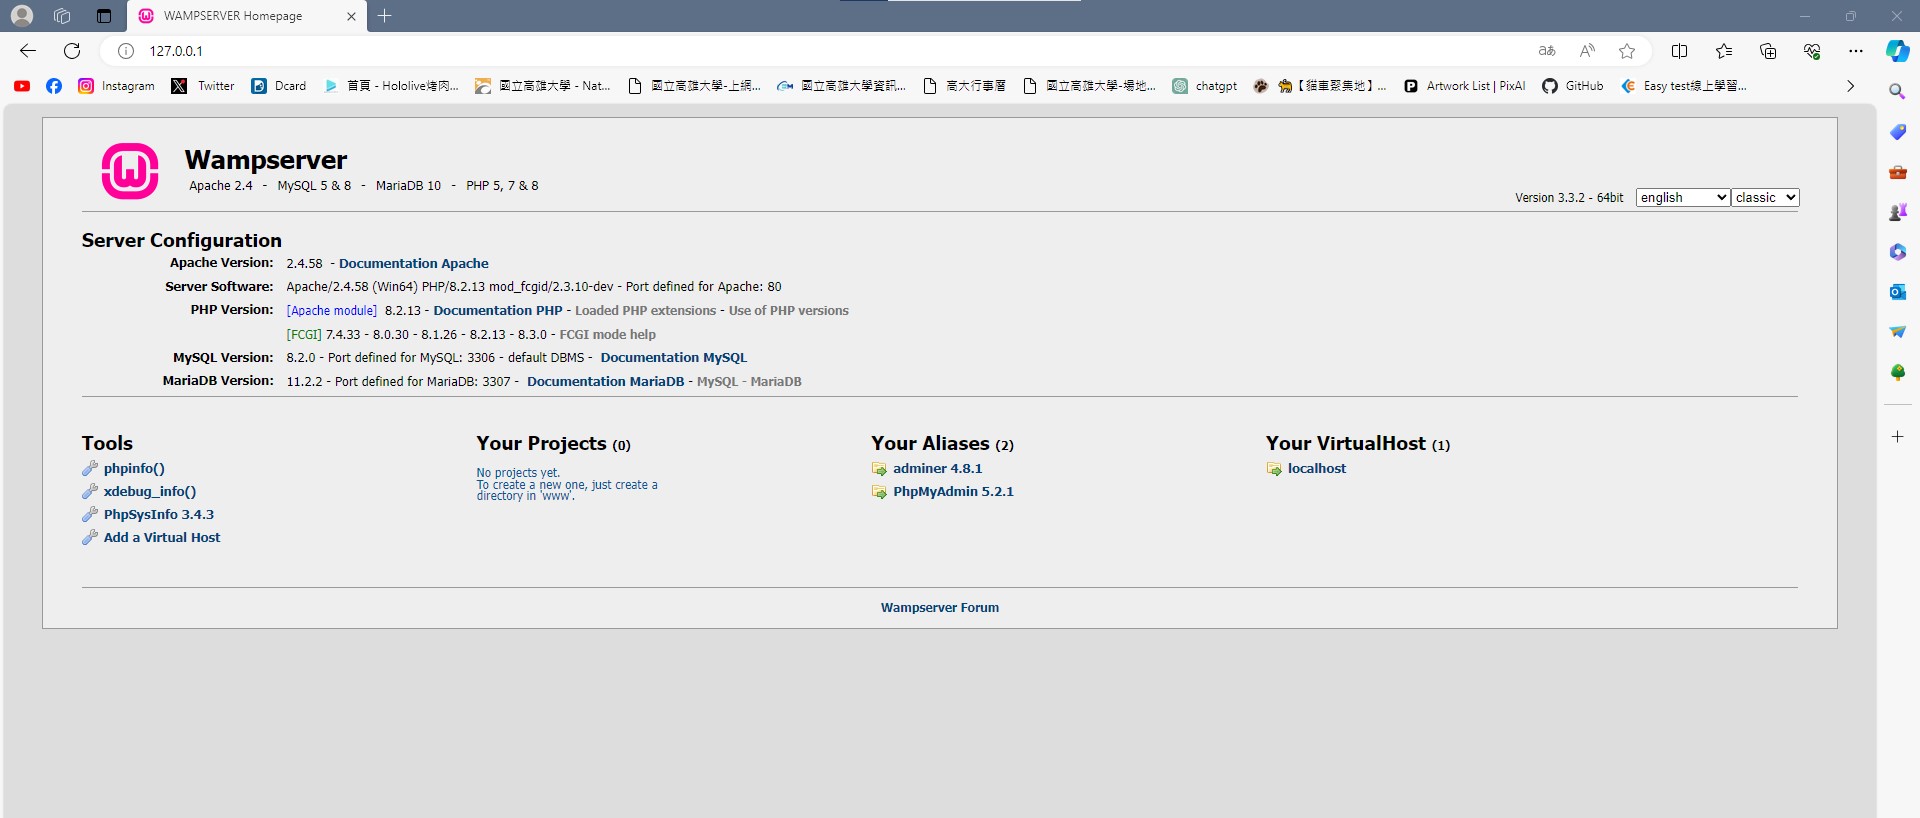 WAMPSERVER Homepage
127.0.0.1
Instagram Twitter Dcard 首頁 - Hololive烤肉... 國立高雄大學 - Nat... 國立高雄大學-上網... 國立高雄大學資訊... 高大行事曆 國立高雄大學-場地... chatgpt 【貓車聚集地】... Artwork List | PixAI GitHub Easy test線上學習...
Wampserver
Apache 2.4 - MySQL 5 & 8 - MariaDB 10 - PHP 5, 7 & 8
Version 3.3.2 - 64bit english classic
Server Configuration
Apache Version: 2.4.58 - Documentation Apache
Server Software: Apache/2.4.58 (Win64) PHP/8.2.13 mod_fcgid/2.3.10-dev - Port defined for Apache: 80
PHP Version: [Apache module] 8.2.13 - Documentation PHP - Loaded PHP extensions - Use of PHP versions
[FCGI] 7.4.33 - 8.0.30 - 8.1.26 - 8.2.13 - 8.3.0 - FCGI mode help
MySQL Version: 8.2.0 - Port defined for MySQL: 3306 - default DBMS - Documentation MySQL
MariaDB Version: 11.2.2 - Port defined for MariaDB: 3307 - Documentation MariaDB - MySQL - MariaDB
Tools
phpinfo()
xdebug_info()
PhpSysInfo 3.4.3
Add a Virtual Host
Your Projects (0)
No projects yet.
To create a new one, just create a
directory in 'www'.
Your Aliases (2)
adminer 4.8.1
PhpMyAdmin 5.2.1
Your VirtualHost (1)
localhost
Wampserver Forum